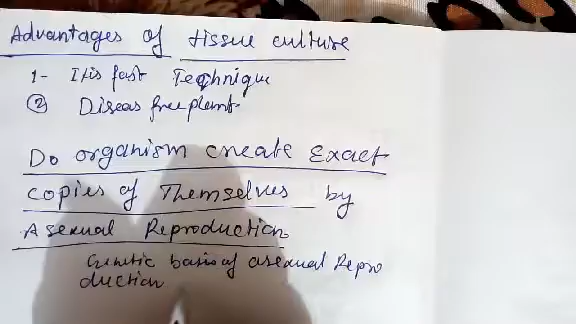 Advantages of tissue culture
1- It is fast Technique
② Diseas free plant
Do organism create Exact
copies of Themselves by
Asexual Reproduction
Genetic basis of asexual Repro
duction